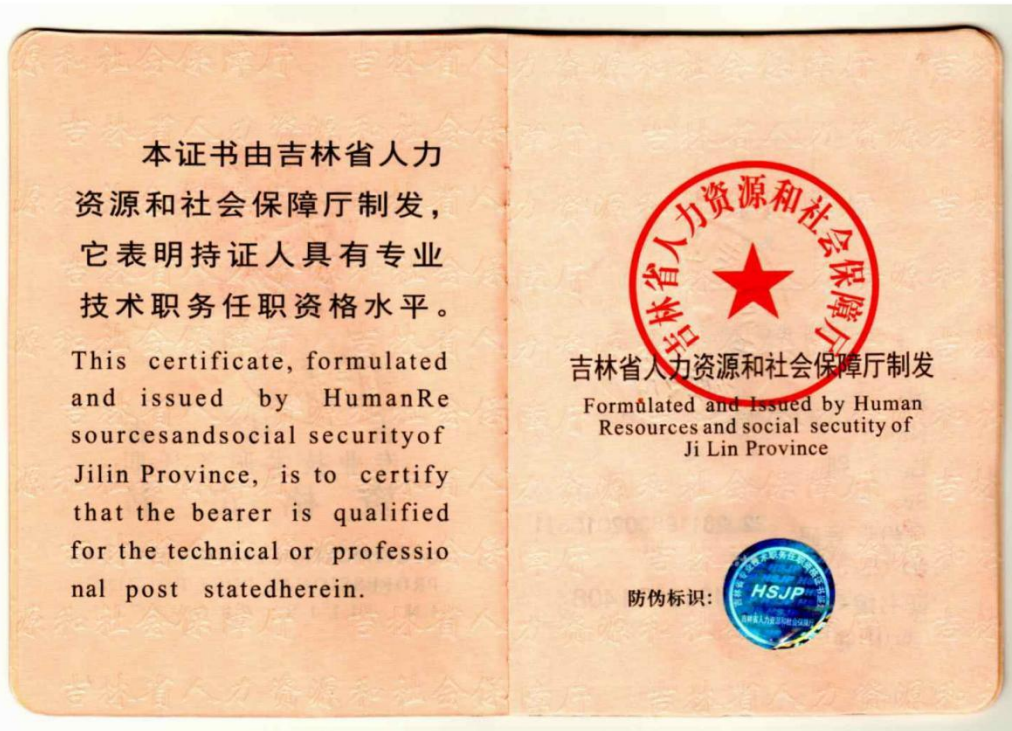 本证书由吉林省人力
资源和社会保障厅制发，
它表明持证人具有专业
技术职务任职资格水平。
This certificate, formulated
and issued by HumanRe
sourcesandsocial securityof
Jilin Province, is to certify
that the bearer is qualified
for the technical or professio
nal post statedherein.
吉林省人力资源和社会保障厅
吉林省人力资源和社会保障厅制发
Formulated and Issued by Human
Resources and social secutity of
Ji Lin Province
防伪标识：
HSJP